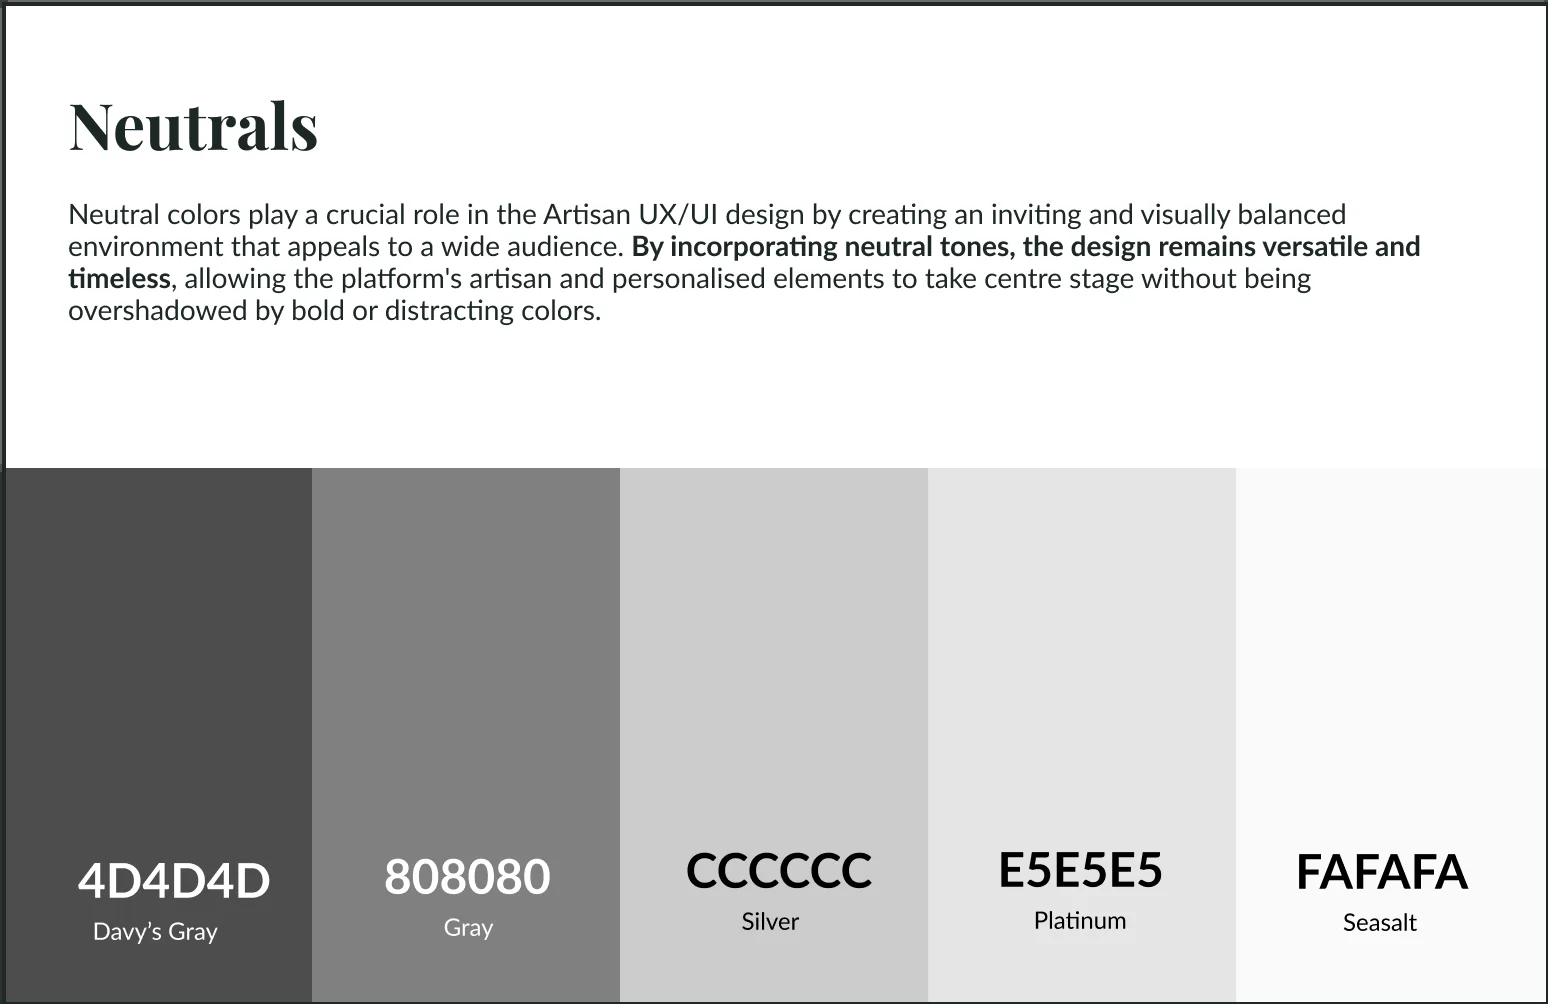 Neutrals
Neutral colors play a crucial role in the Artisan UX/UI design by creating an inviting and visually balanced
environment that appeals to a wide audience. By incorporating neutral tones, the design remains versatile and
timeless, allowing the platform's artisan and personalised elements to take centre stage without being
overshadowed by bold or distracting colors.
4D4D4D
Davy’s Gray
808080
Gray
CCCCCC
Silver
E5E5E5
Platinum
FAFAFA
Seasalt